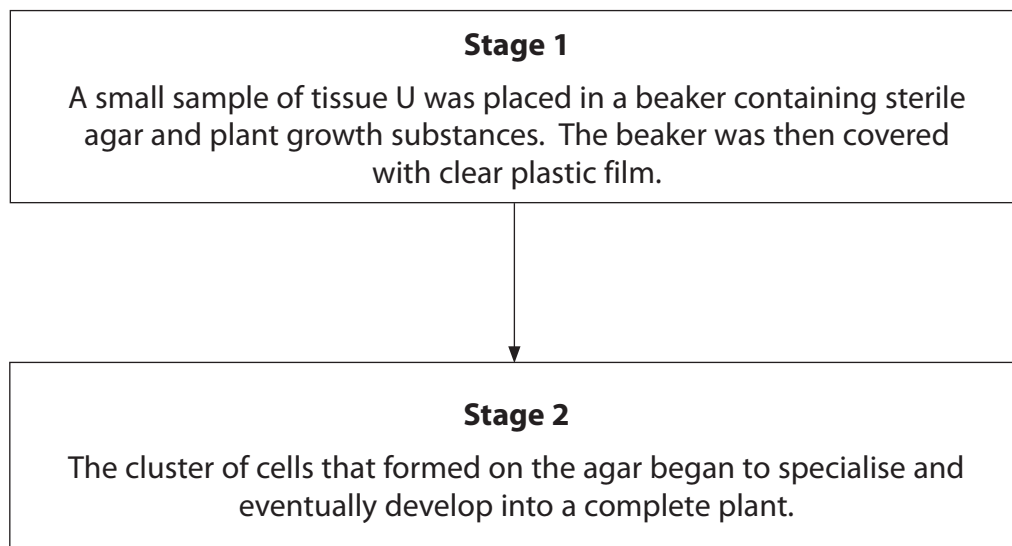 Stage 1
A small sample of tissue U was placed in a beaker containing sterile
agar and plant growth substances.  The beaker was then covered
with clear plastic film.
Stage 2
The cluster of cells that formed on the agar began to specialise and
eventually develop into a complete plant.